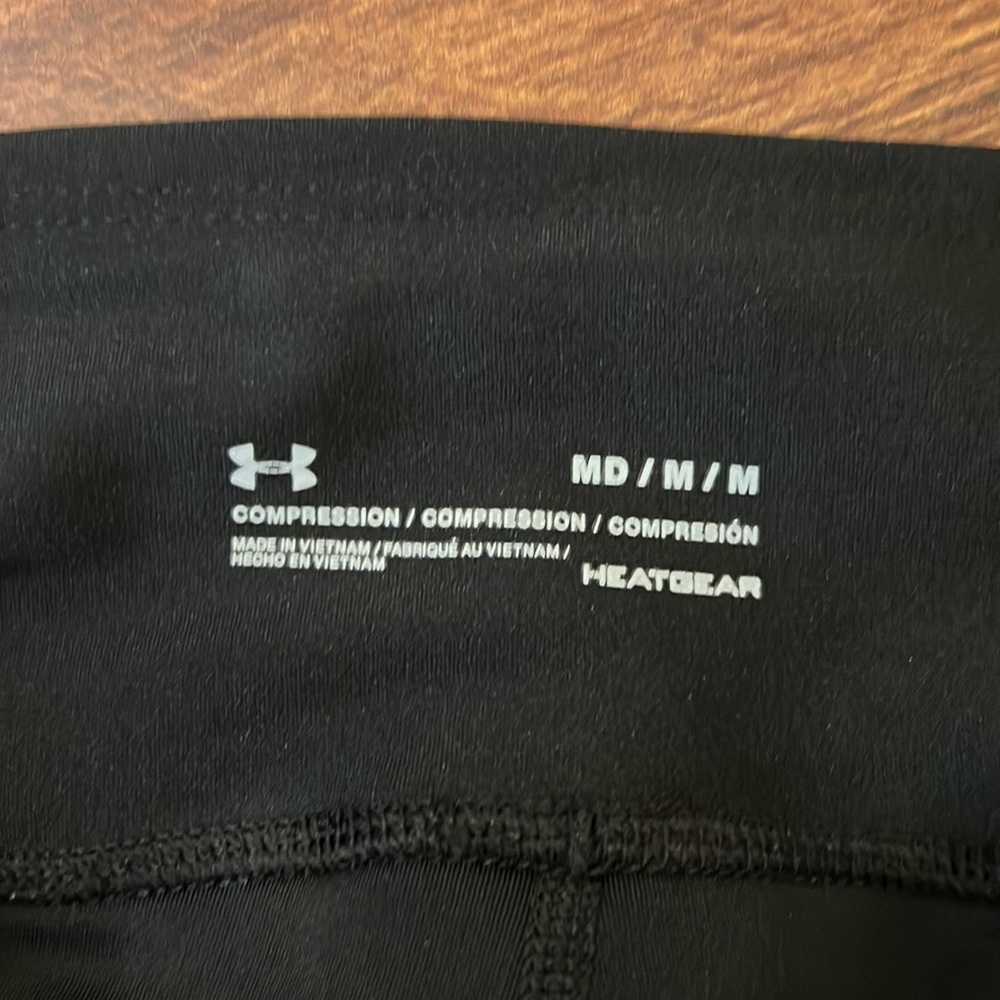 MD / M / M
COMPRESSION / COMPRESSION / COMPRESIÓN
MADE IN VIETNAM / FABRIQUÉ AU VIETNAM /
HECHO EN VIETNAM
HEATGEAR